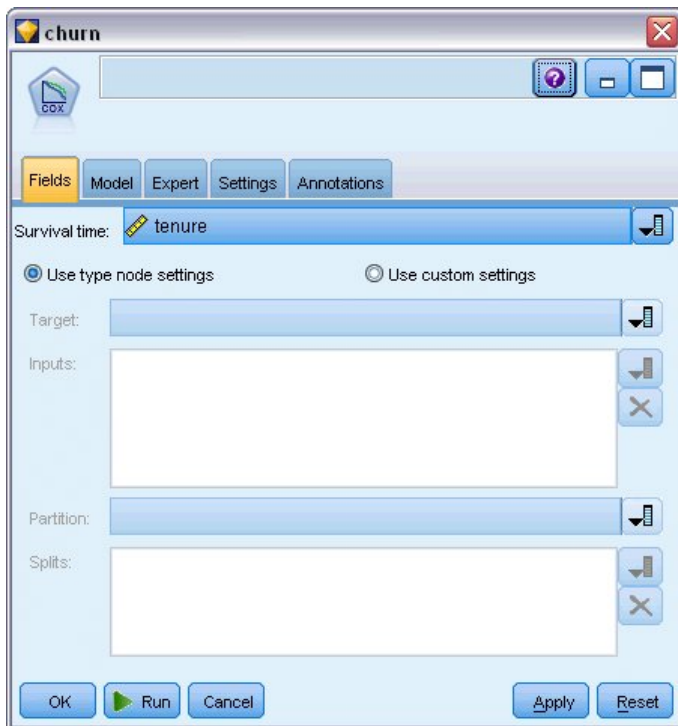 churn
COX
Fields Model Expert Settings Annotations
Survival time: tenure
Use type node settings Use custom settings
Target:
Inputs:
Partition:
Splits:
OK Run Cancel Apply Reset